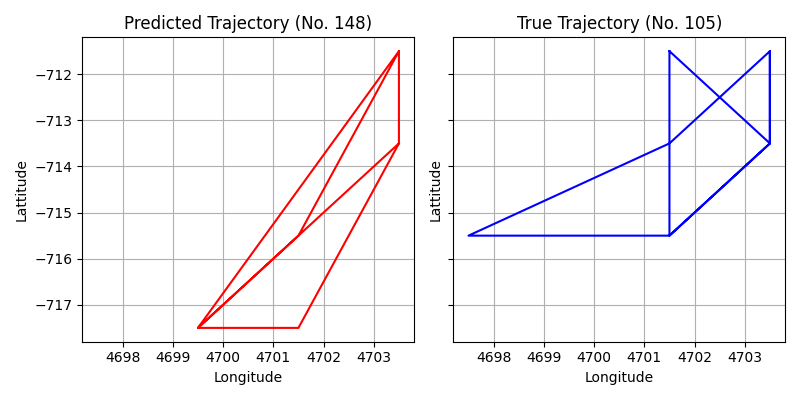 Predicted Trajectory (No. 148)
True Trajectory (No. 105)
−712
−713
−714
−715
−716
−717
Lattitude
Lattitude
4698 4699 4700 4701 4702 4703
4698 4699 4700 4701 4702 4703
Longitude
Longitude